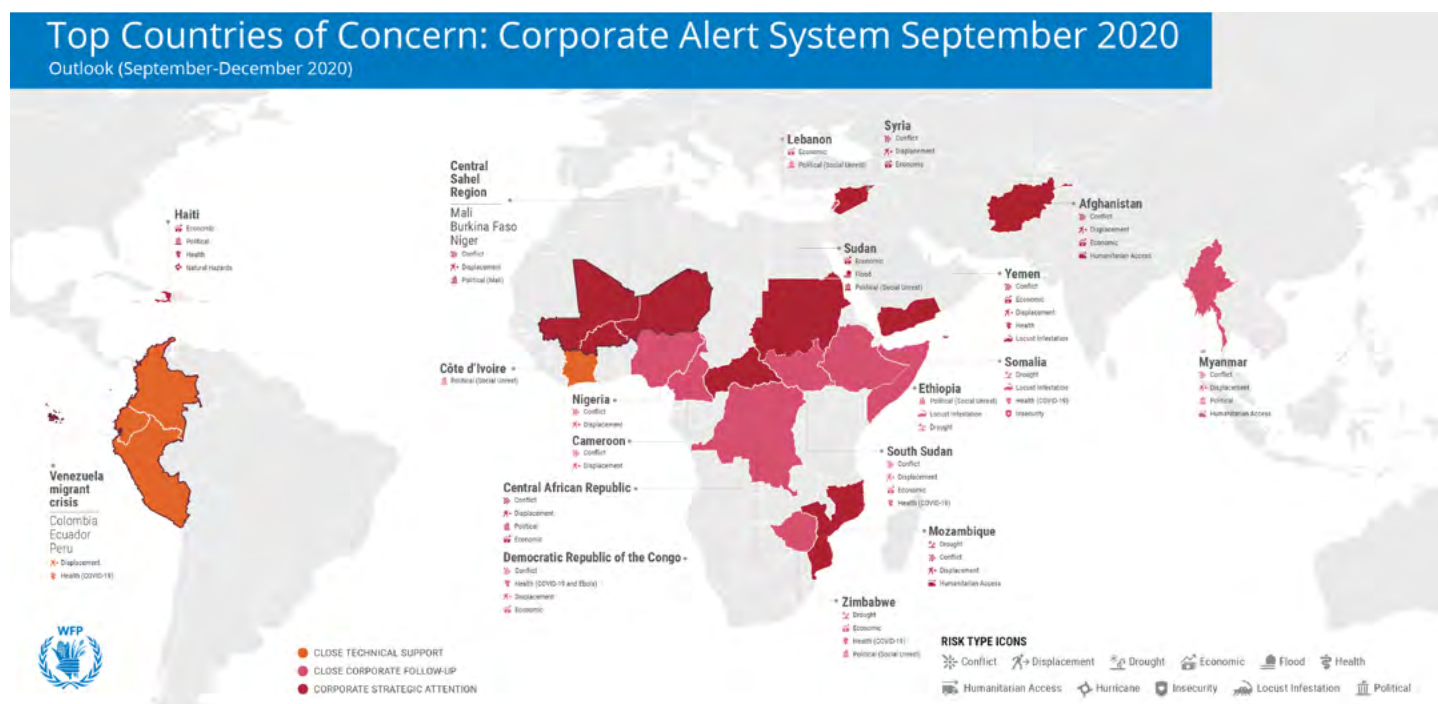 Top Countries of Concern: Corporate Alert System September 2020
Outlook (September-December 2020)
Haiti
Economic
Political
Health
Natural Hazards
Central
Sahel
Region
Mali
Burkina Faso
Niger
Conflict
Displacement
Political (Mali)
Lebanon
Economic
Political (Social Unrest)
Syria
Conflict
Displacement
Economic
Afghanistan
Conflict
Displacement
Economic
Humanitarian Access
Sudan
Economic
Flood
Political (Social Unrest)
Yemen
Conflict
Economic
Displacement
Health
Locust Infestation
Côte d'Ivoire
Political (Social Unrest)
Nigeria
Conflict
Displacement
Cameroon
Conflict
Displacement
Central African Republic
Conflict
Displacement
Political
Economic
Democratic Republic of the Congo
Conflict
Health (COVID-19 and Ebola)
Displacement
Economic
Ethiopia
Political (Social Unrest)
Locust Infestation
Drought
Somalia
Drought
Locust Infestation
Health (COVID-19)
Insecurity
Myanmar
Conflict
Displacement
Political
Humanitarian Access
South Sudan
Conflict
Displacement
Economic
Health (COVID-19)
Mozambique
Drought
Conflict
Displacement
Humanitarian Access
Zimbabwe
Drought
Economic
Health (COVID-19)
Political (Social Unrest)
Venezuela
migrant
crisis
Colombia
Ecuador
Peru
Displacement
Health (COVID-19)
WFP
CLOSE TECHNICAL SUPPORT
CLOSE CORPORATE FOLLOW-UP
CORPORATE STRATEGIC ATTENTION
RISK TYPE ICONS
Conflict Displacement Drought Economic Flood Health
Humanitarian Access Hurricane Insecurity Locust Infestation Political